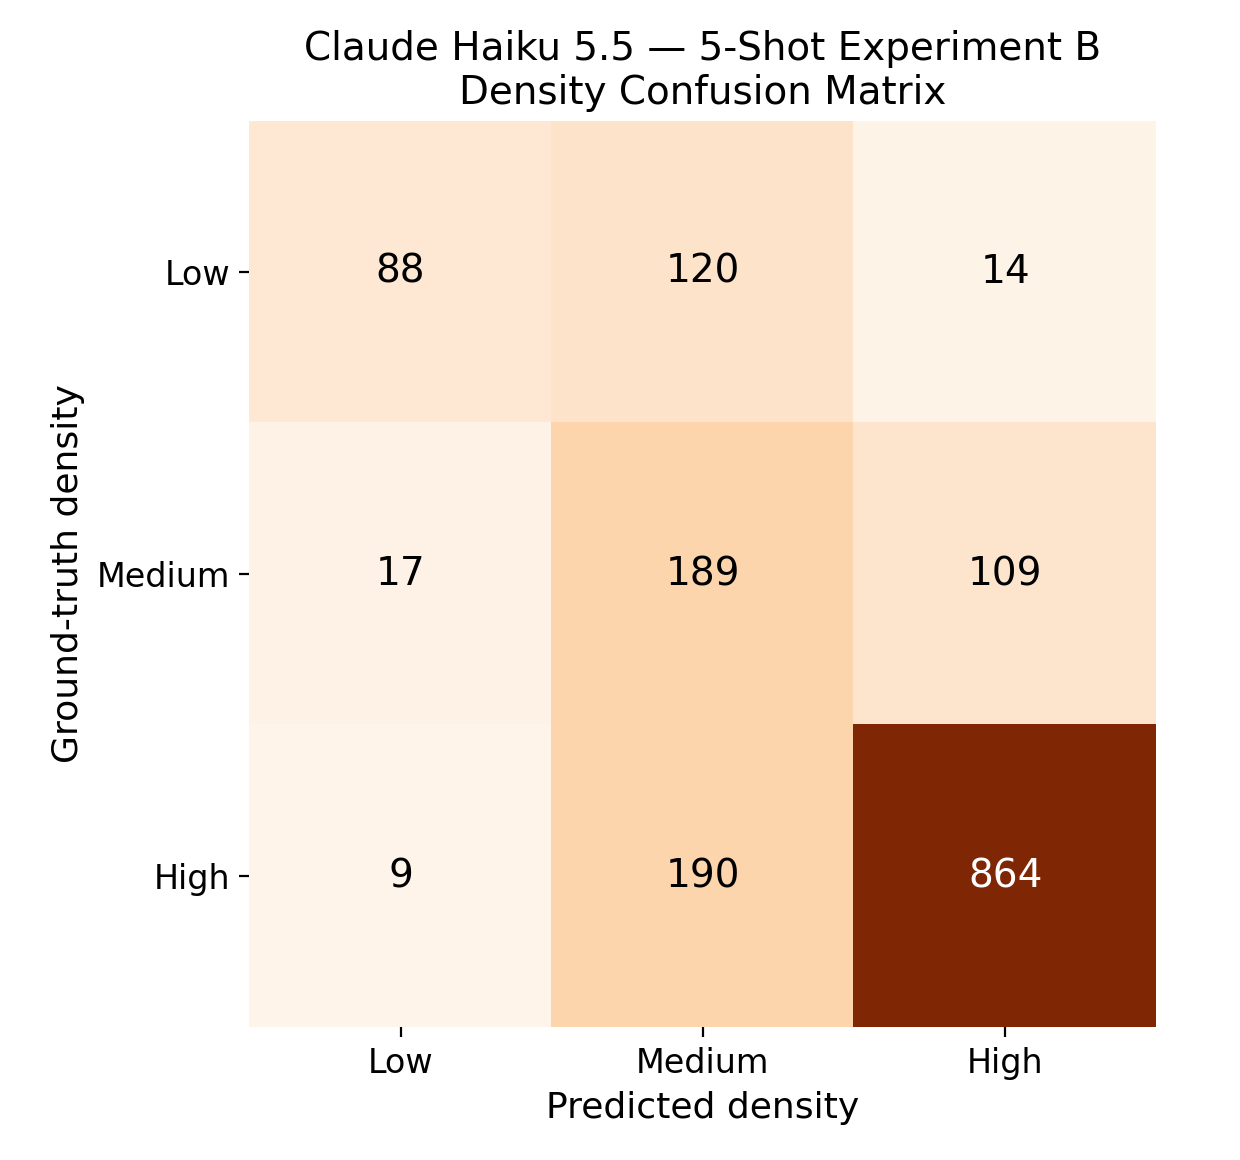 Claude Haiku 5.5 — 5-Shot Experiment B
Density Confusion Matrix
Ground-truth density
Low
88
120
14
Medium
17
189
109
High
9
190
864
Low
Medium
High
Predicted density